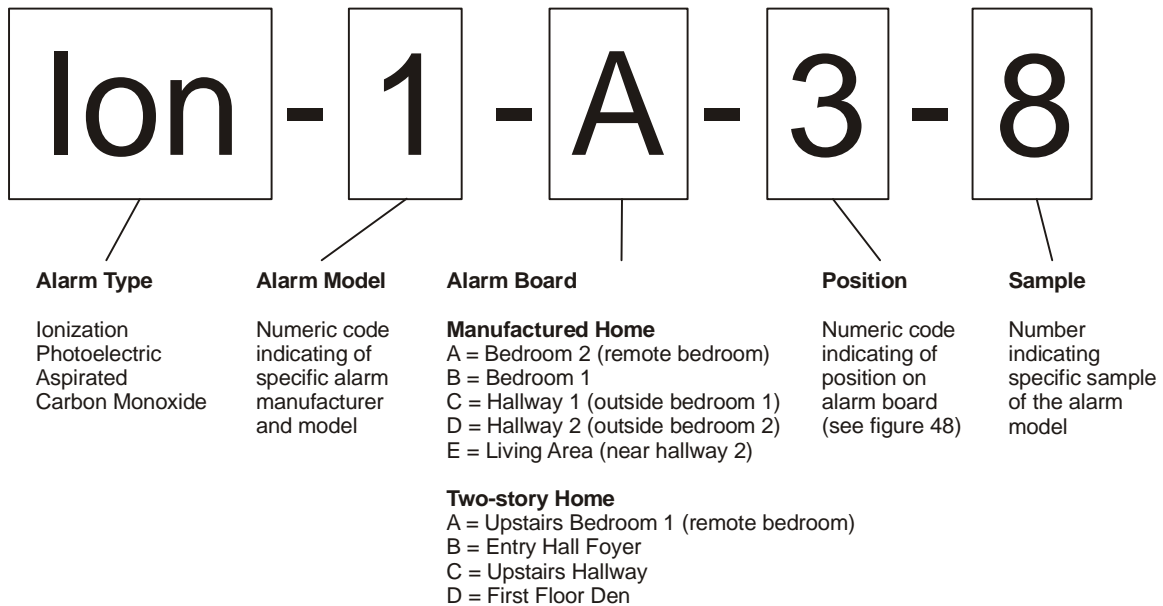 Ion - 1 - A - 3 - 8
Alarm Type
Ionization
Photoelectric
Aspirated
Carbon Monoxide
Alarm Model
Numeric code
indicating of
specific alarm
manufacturer
and model
Alarm Board
Manufactured Home
A = Bedroom 2 (remote bedroom)
B = Bedroom 1
C = Hallway 1 (outside bedroom 1)
D = Hallway 2 (outside bedroom 2)
E = Living Area (near hallway 2)
Two-story Home
A = Upstairs Bedroom 1 (remote bedroom)
B = Entry Hall Foyer
C = Upstairs Hallway
D = First Floor Den
Position
Numeric code
indicating of
position on
alarm board
(see figure 48)
Sample
Number
indicating
specific sample
of the alarm
model